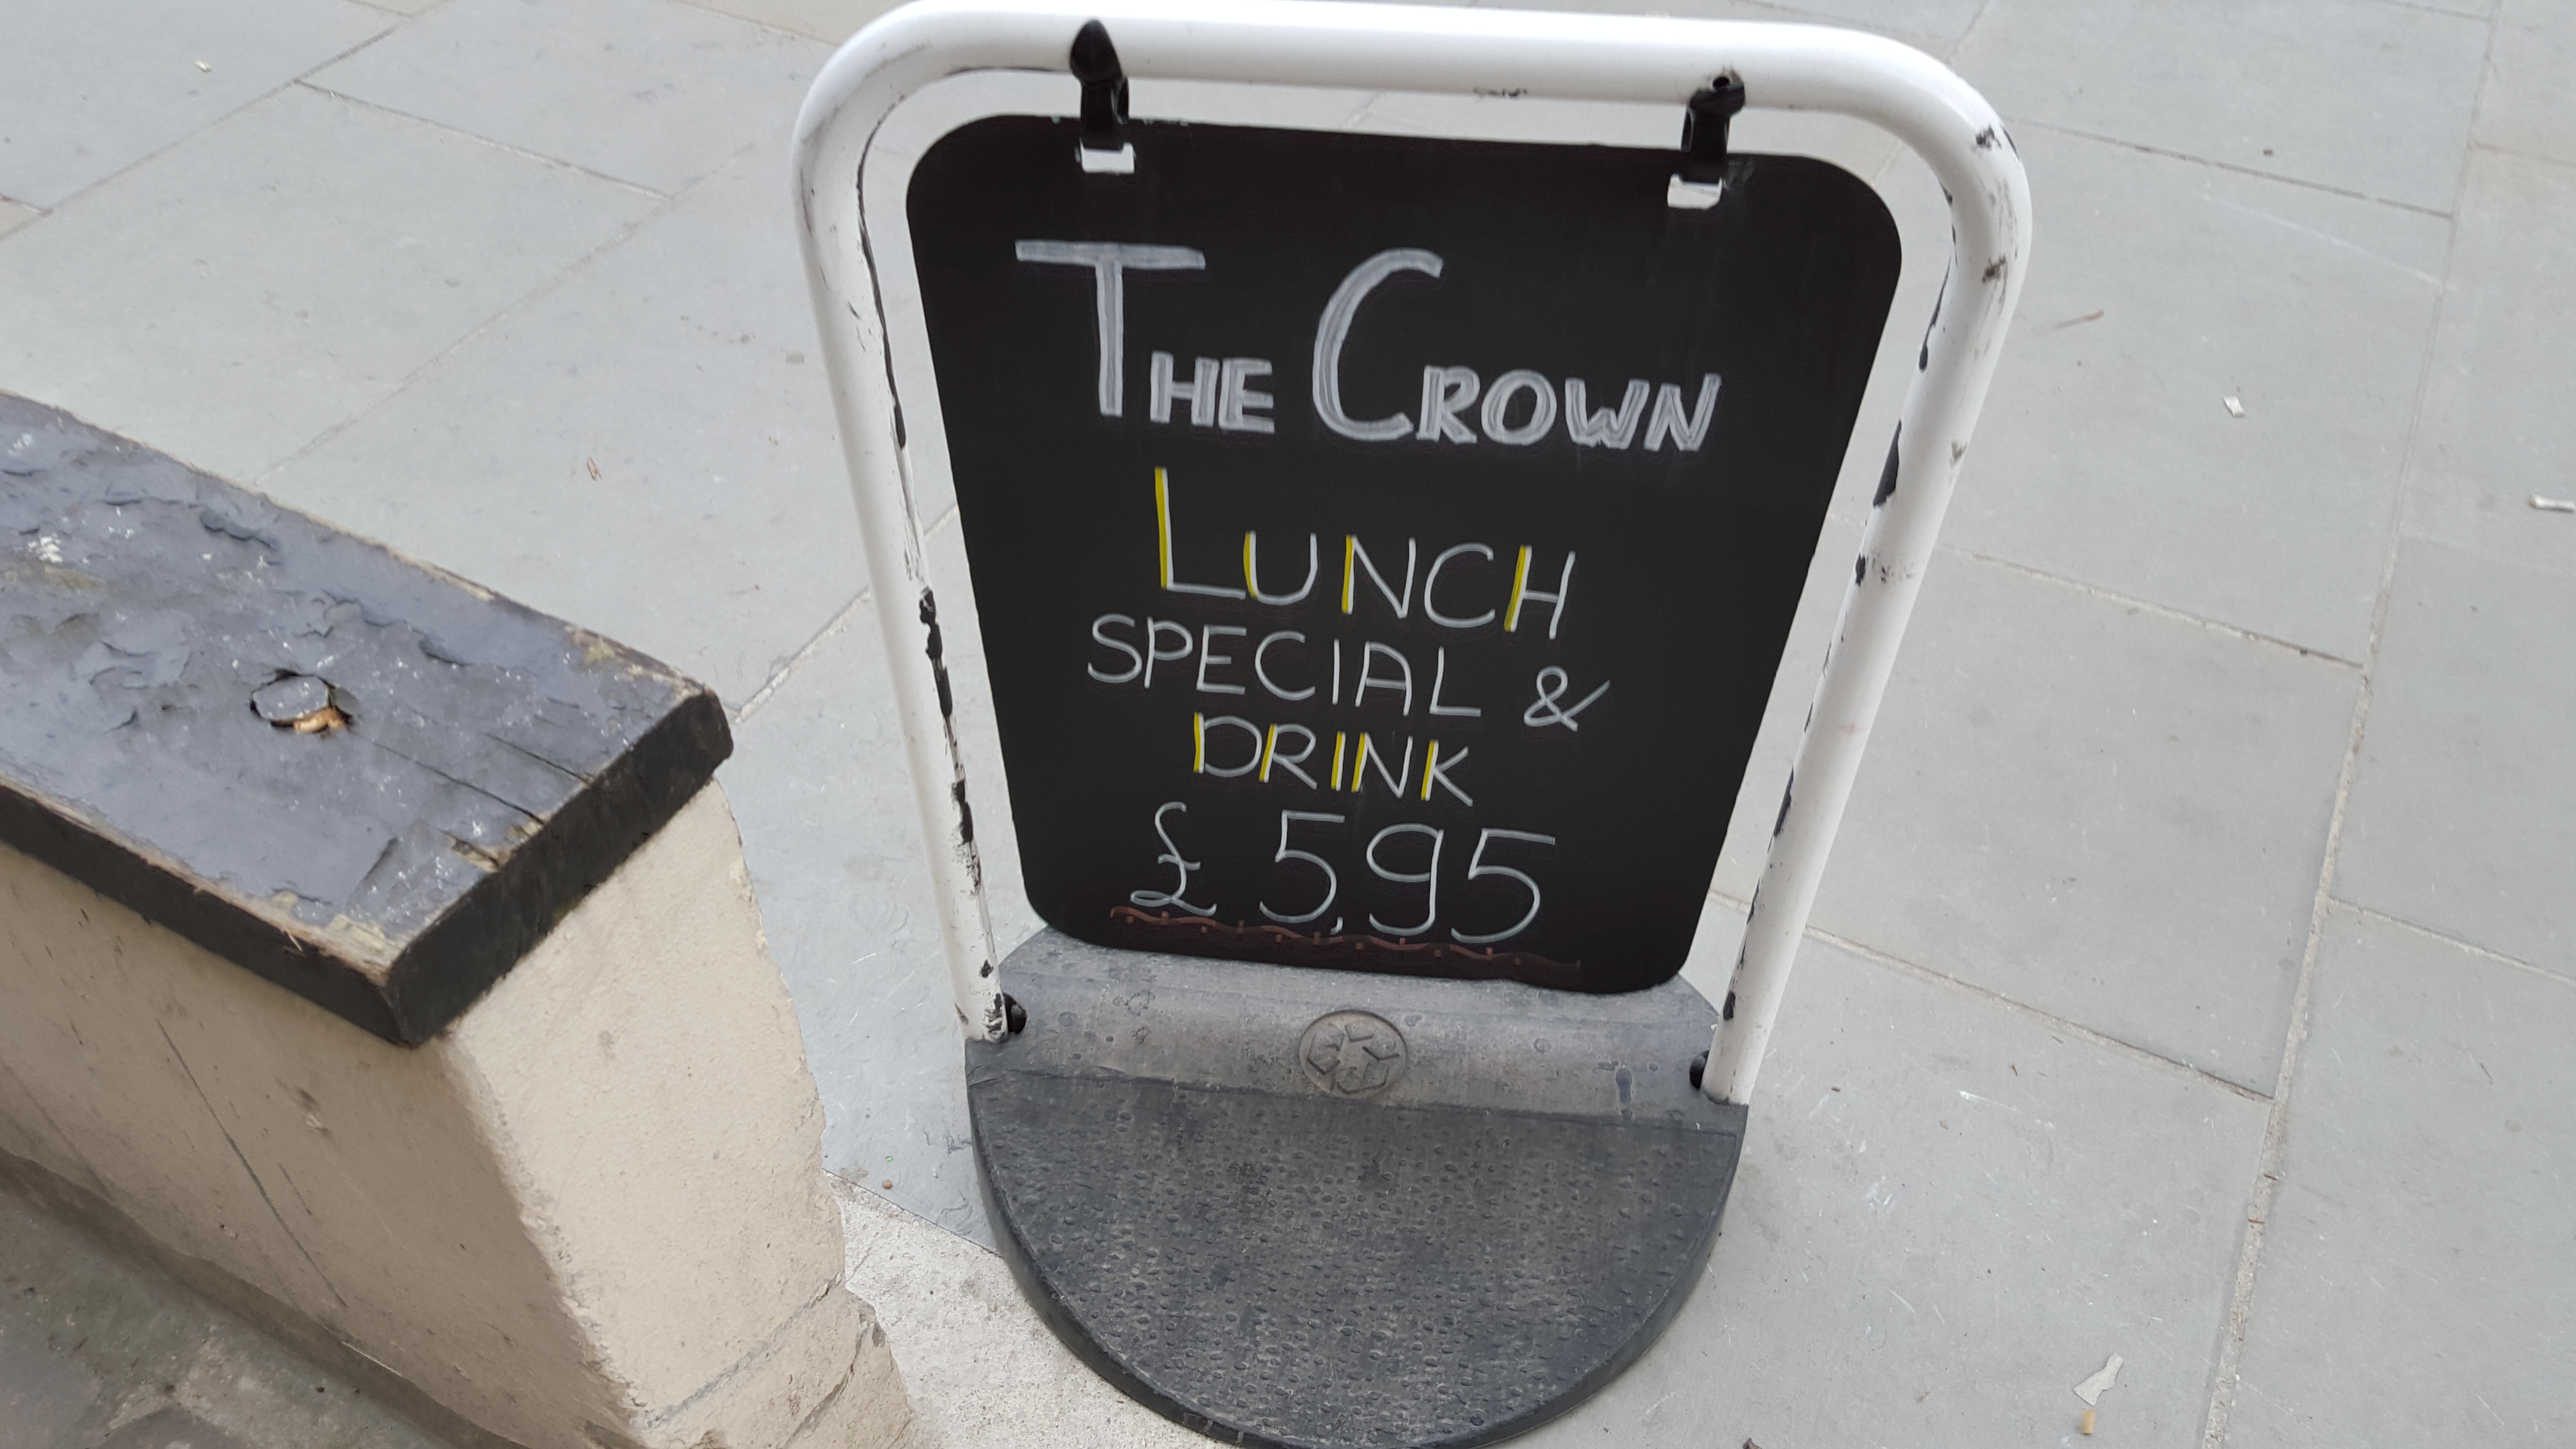 THE CROWN
LUNCH
SPECIAL &
DRINK
£5.95